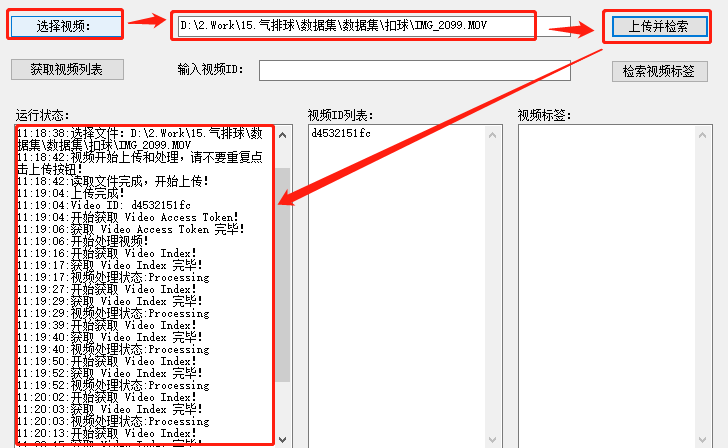 选择视频:
D:\2.Work\15.气排球\数据集\数据集\扣球\IMG_2099.MOV
上传并检索
获取视频列表
输入视频ID:
检索视频标签
运行状态:
视频ID列表:
视频标签:
11:18:38:选择文件: D:\2.Work\15.气排球\数
据集\数据集\扣球\IMG_2099.MOV
11:18:42:视频开始上传和处理,请不要重复点
击上传按钮!
11:18:42:读取文件完成,开始上传!
11:19:04:上传完成!
11:19:04:Video ID: d4532151fc
11:19:04:开始获取 Video Access Token!
11:19:06:获取 Video Access Token 完毕!
11:19:06:开始处理视频!
11:19:16:开始获取 Video Index!
11:19:17:获取 Video Index 完毕!
11:19:17:视频处理状态:Processing
11:19:27:开始获取 Video Index!
11:19:29:获取 Video Index 完毕!
11:19:29:视频处理状态:Processing
11:19:39:开始获取 Video Index!
11:19:40:获取 Video Index 完毕!
11:19:40:视频处理状态:Processing
11:19:50:开始获取 Video Index!
11:19:52:获取 Video Index 完毕!
11:19:52:视频处理状态:Processing
11:20:02:开始获取 Video Index!
11:20:03:获取 Video Index 完毕!
11:20:03:视频处理状态:Processing
11:20:13:开始获取 Video Index!
d4532151fc